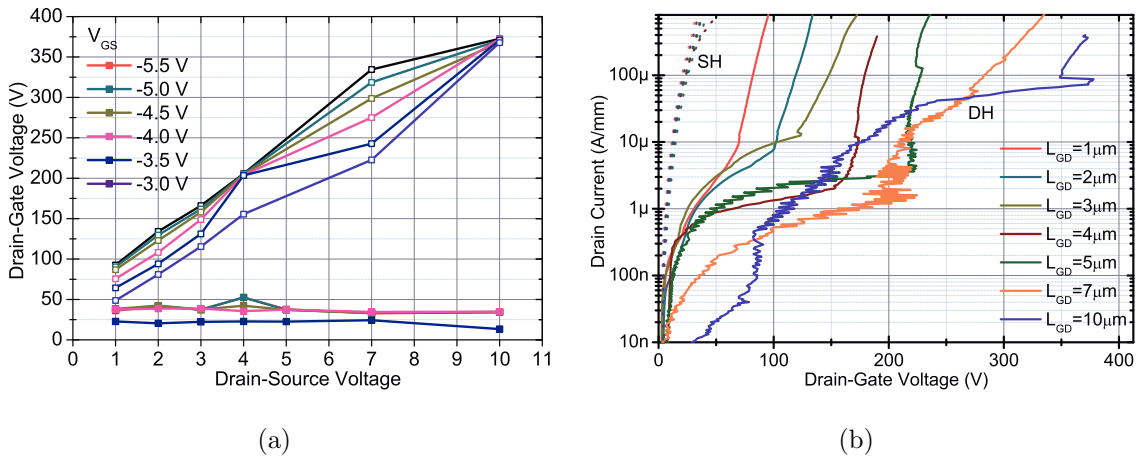 400
350
300
250
200
150
100
50
0
Drain-Gate Voltage (V)
V_GS
-5.5 V
-5.0 V
-4.5 V
-4.0 V
-3.5 V
-3.0 V
0 1 2 3 4 5 6 7 8 9 10 11
Drain-Source Voltage
(a)
100µ
10µ
1µ
100n
10n
Drain Current (A/mm)
SH
DH
L_GD=1µm
L_GD=2µm
L_GD=3µm
L_GD=4µm
L_GD=5µm
L_GD=7µm
L_GD=10µm
0 100 200 300 400
Drain-Gate Voltage (V)
(b)